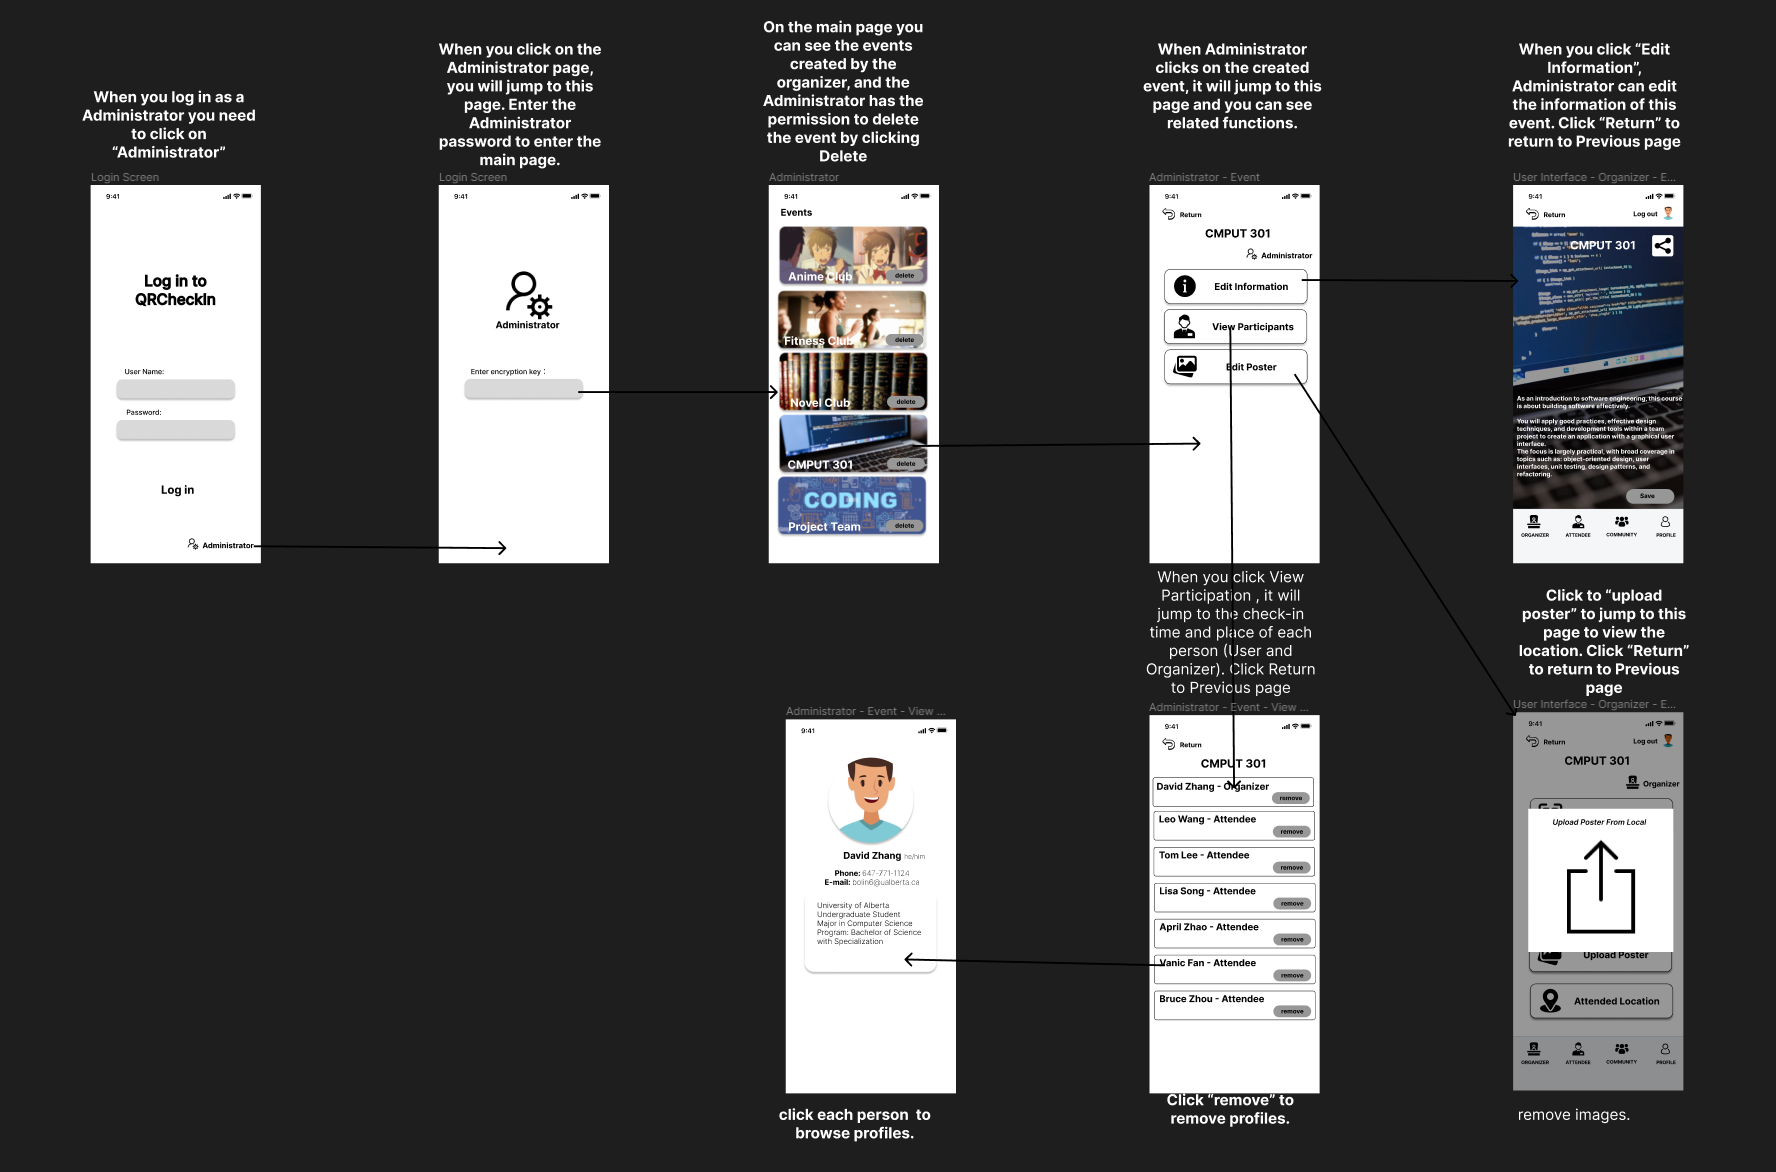 When you log in as a
Administrator you need
to click on
“Administrator”
Login Screen
9:41
Log in to
QRCheckIn
User Name:
Password:
Log in
Administrator
When you click on the
Administrator page,
you will jump to this
page. Enter the
Administrator
password to enter the
main page.
Login Screen
9:41
Administrator
Enter encryption key :
On the main page you
can see the events
created by the
organizer, and the
Administrator has the
permission to delete
the event by clicking
Delete
Administrator
9:41
Events
Anime Club
delete
Fitness Club
delete
Novel Club
delete
CMPUT 301
delete
CODING
Project Team
delete
When Administrator
clicks on the created
event, it will jump to this
page and you can see
related functions.
Administrator - Event
9:41
Return
CMPUT 301
Administrator
Edit Information
View Participants
Edit Poster
When you click “Edit
Information”,
Administrator can edit
the information of this
event. Click “Return” to
return to Previous page
User Interface - Organizer - E...
9:41
Return
Log out
CMPUT 301
As an introduction to software engineering, this course
is about building software effectively.
You will apply good practices, effective design
techniques, and development tools within a team
project to create an application with a graphical user
interface.
The focus is largely practical, with broad coverage in
topics such as: object-oriented design, user
interfaces, unit testing, design patterns, and
refactoring.
Save
ORGANIZER
ATTENDEE
COMMUNITY
PROFILE
Administrator - Event - View ...
9:41
David Zhang he/him
Phone: 647-771-1124
E-mail: bolin6@ualberta.ca
University of Alberta
Undergraduate Student
Major in Computer Science
Program: Bachelor of Science
with Specialization
click each person to
browse profiles.
When you click View
Participation , it will
jump to the check-in
time and place of each
person (User and
Organizer). Click Return
to Previous page
Administrator - Event - View ...
9:41
Return
CMPUT 301
David Zhang - Organizer
remove
Leo Wang - Attendee
remove
Tom Lee - Attendee
remove
Lisa Song - Attendee
remove
April Zhao - Attendee
remove
Vanic Fan - Attendee
remove
Bruce Zhou - Attendee
remove
Click “remove” to
remove profiles.
Click to “upload
poster” to jump to this
page to view the
location. Click “Return”
to return to Previous
page
User Interface - Organizer - E...
9:41
Return
Log out
CMPUT 301
Organizer
Upload Poster From Local
Upload Poster
Attended Location
ORGANIZER
ATTENDEE
COMMUNITY
PROFILE
remove images.